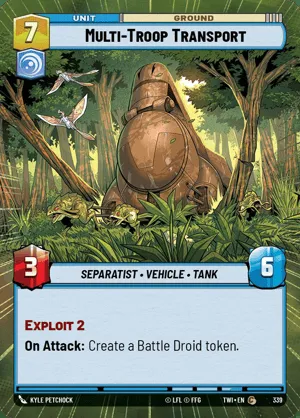 UNIT
GROUND
7
MULTI-TROOP TRANSPORT
3
6
SEPARATIST • VEHICLE • TANK
EXPLOIT 2
On Attack: Create a Battle Droid token.
KYLE PETCHOCK
© LFL © FFG
TWI • EN
C
339